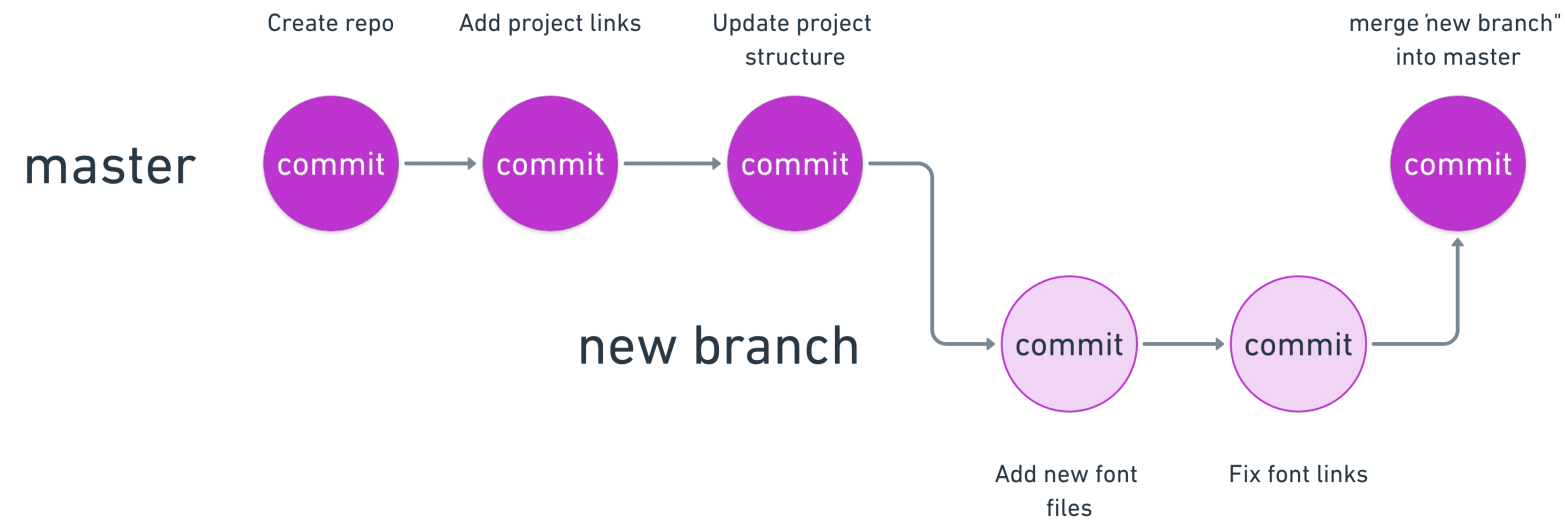 Create repo
Add project links
Update project
structure
merge 'new branch"
into master
master
commit
commit
commit
commit
new branch
commit
commit
Add new font
files
Fix font links